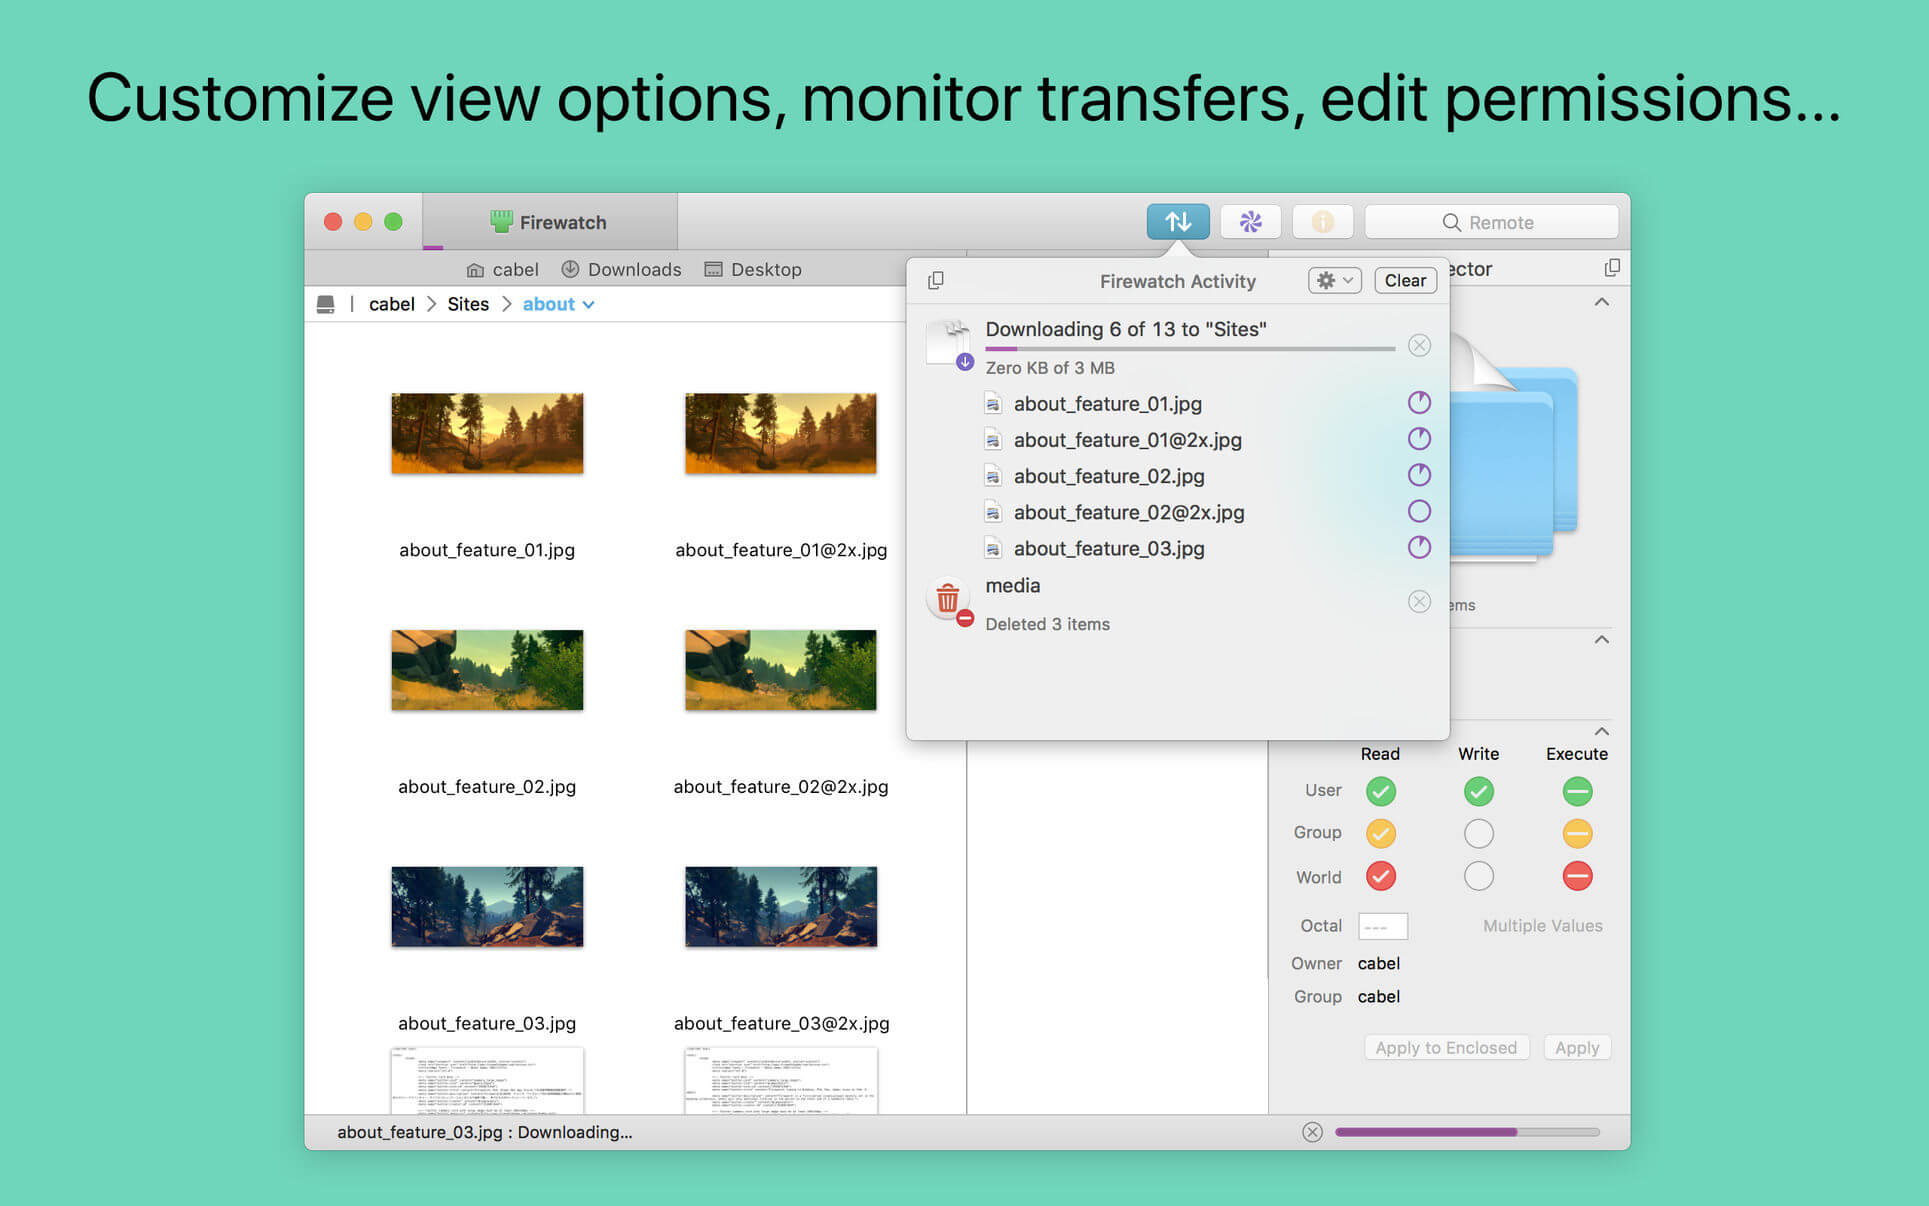 Customize view options, monitor transfers, edit permissions...
Firewatch
Remote
cabel
Downloads
Desktop
ector
cabel
Sites
about
Firewatch Activity
Clear
Downloading 6 of 13 to "Sites"
Zero KB of 3 MB
about_feature_01.jpg
about_feature_01@2x.jpg
about_feature_02.jpg
about_feature_02@2x.jpg
about_feature_03.jpg
media
Deleted 3 items
ems
about_feature_01.jpg
about_feature_01@2x.jpg
about_feature_02.jpg
about_feature_02@2x.jpg
about_feature_03.jpg
about_feature_03@2x.jpg
Read Write Execute
User
Group
World
Octal --- Multiple Values
Owner cabel
Group cabel
Apply to Enclosed
Apply
about_feature_03.jpg : Downloading...